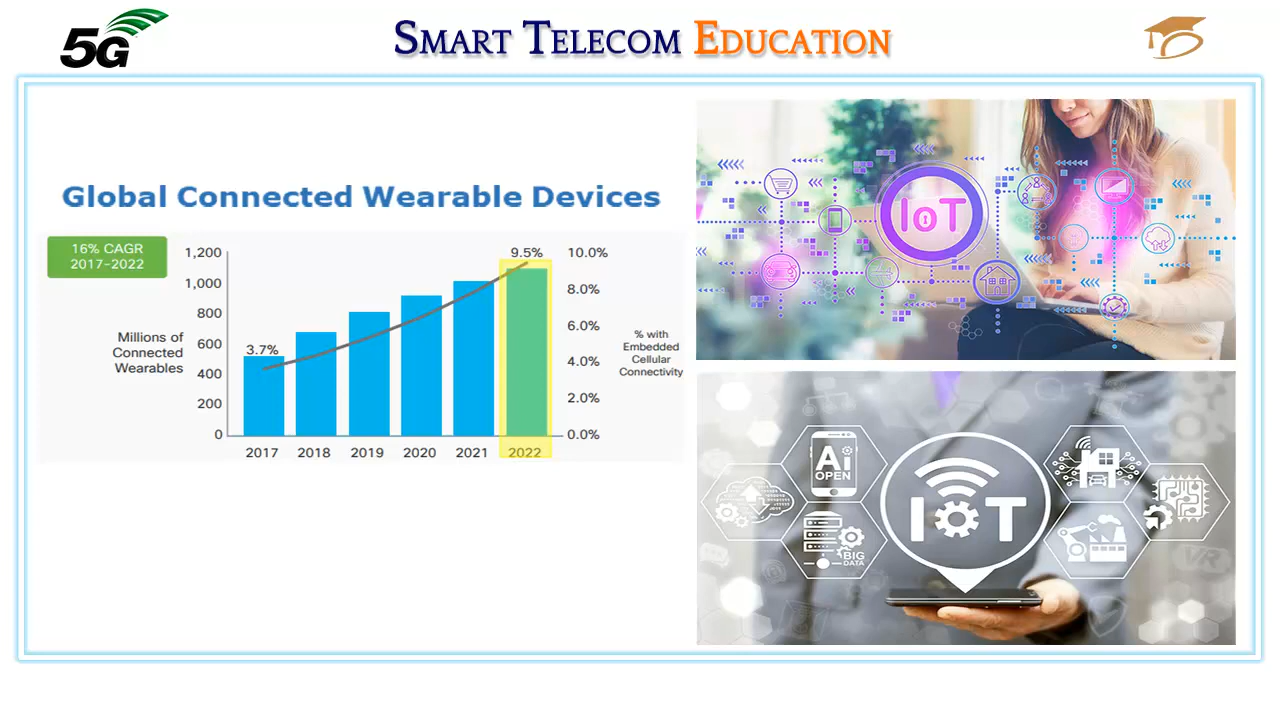 5G
SMART TELECOM EDUCATION
Global Connected Wearable Devices
16% CAGR
2017-2022
Millions of
Connected
Wearables
1,200
1,000
800
600
400
200
0
3.7%
9.5%
10.0%
8.0%
6.0%
4.0%
2.0%
0.0%
% with
Embedded
Cellular
Connectivity
2017 2018 2019 2020 2021 2022
IoT
Ai
OPEN
BIG
DATA
IoT
VR